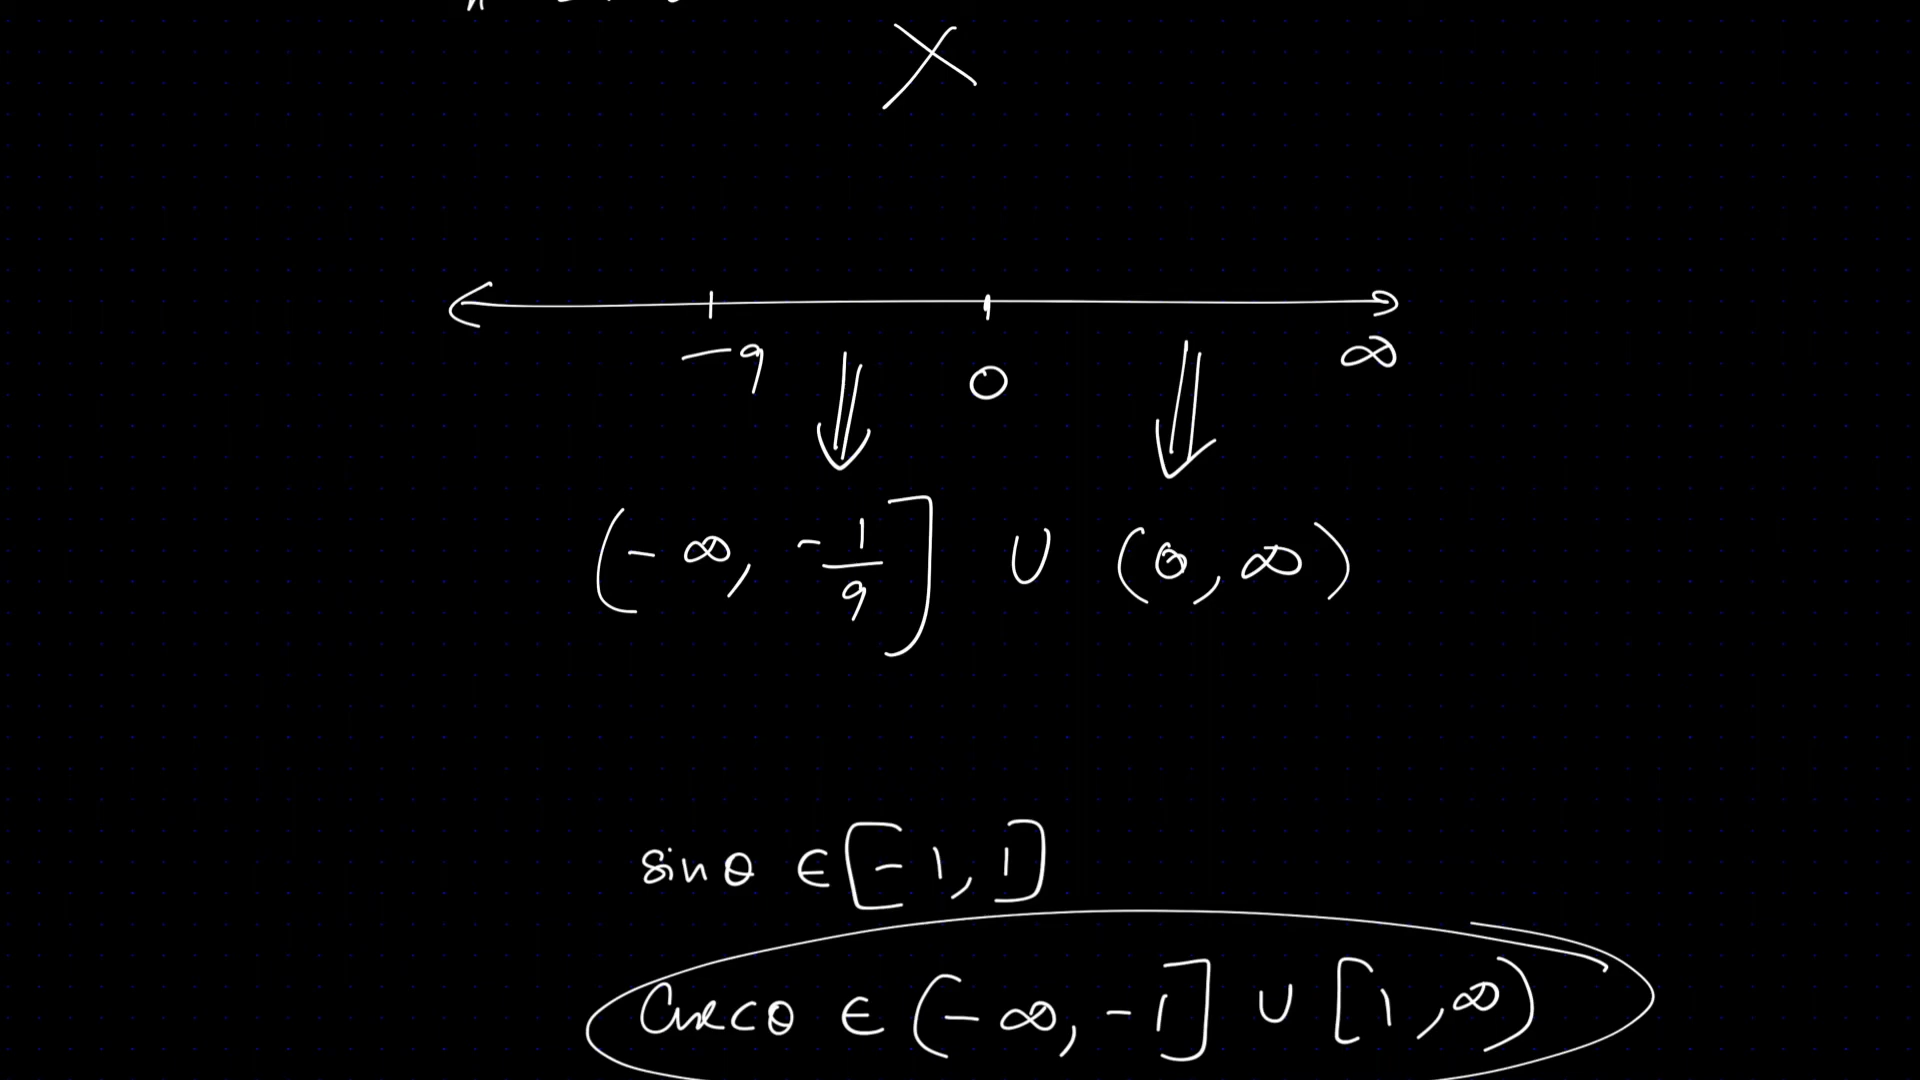 -9 0 ∞
(-∞, -1/9] ∪ (0, ∞)
sinθ ∈ [-1, 1]
Cosecθ ∈ (-∞, -1] ∪ [1, ∞)